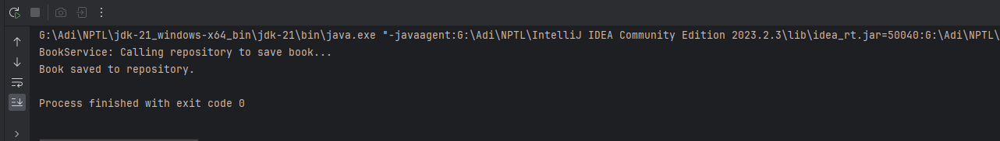 G:\Adi\NPTL\jdk-21_windows-x64_bin\jdk-21\bin\java.exe "-javaagent:G:\Adi\NPTL\IntelliJ IDEA Community Edition 2023.2.3\lib\idea_rt.jar=50040:G:\Adi\NPTL\
BookService: Calling repository to save book...
Book saved to repository.
Process finished with exit code 0